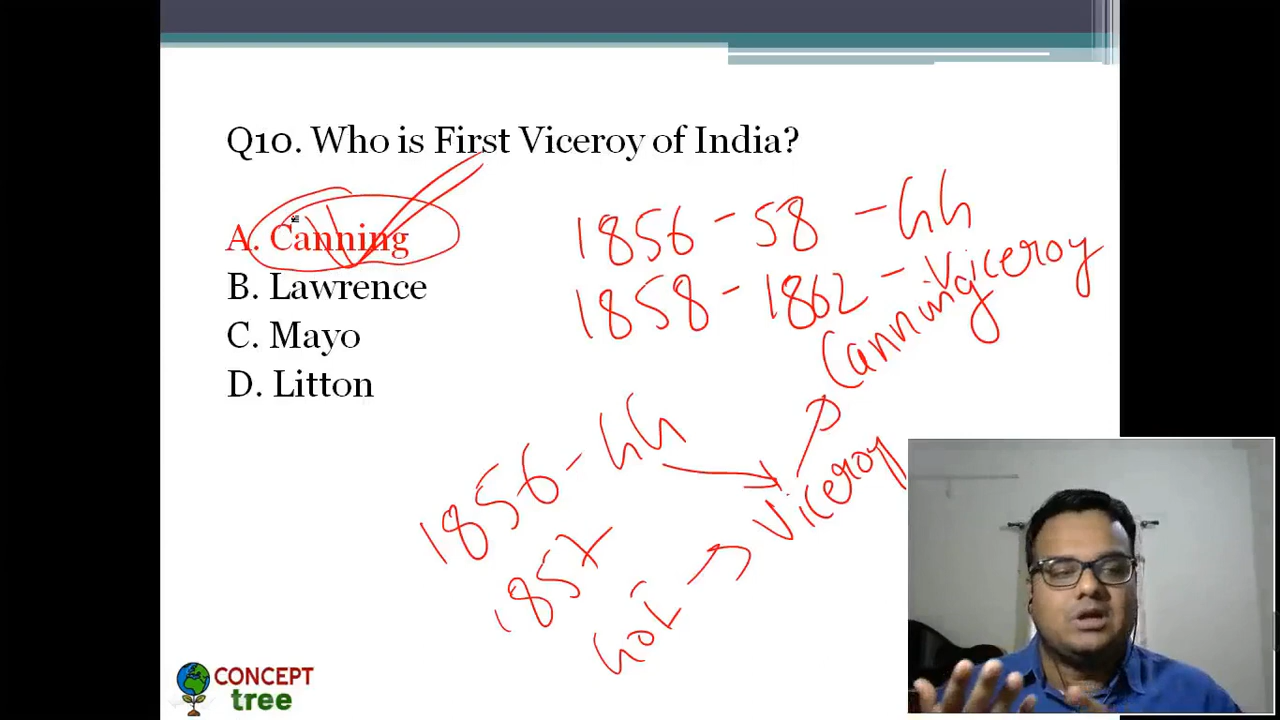 Q10. Who is First Viceroy of India?
A. Canning
B. Lawrence
C. Mayo
D. Litton
1856 - 58 - GG
1858 - 1862 - Viceroy
Canning
1856 - GG
1857
Viceroy
CONCEPT
tree